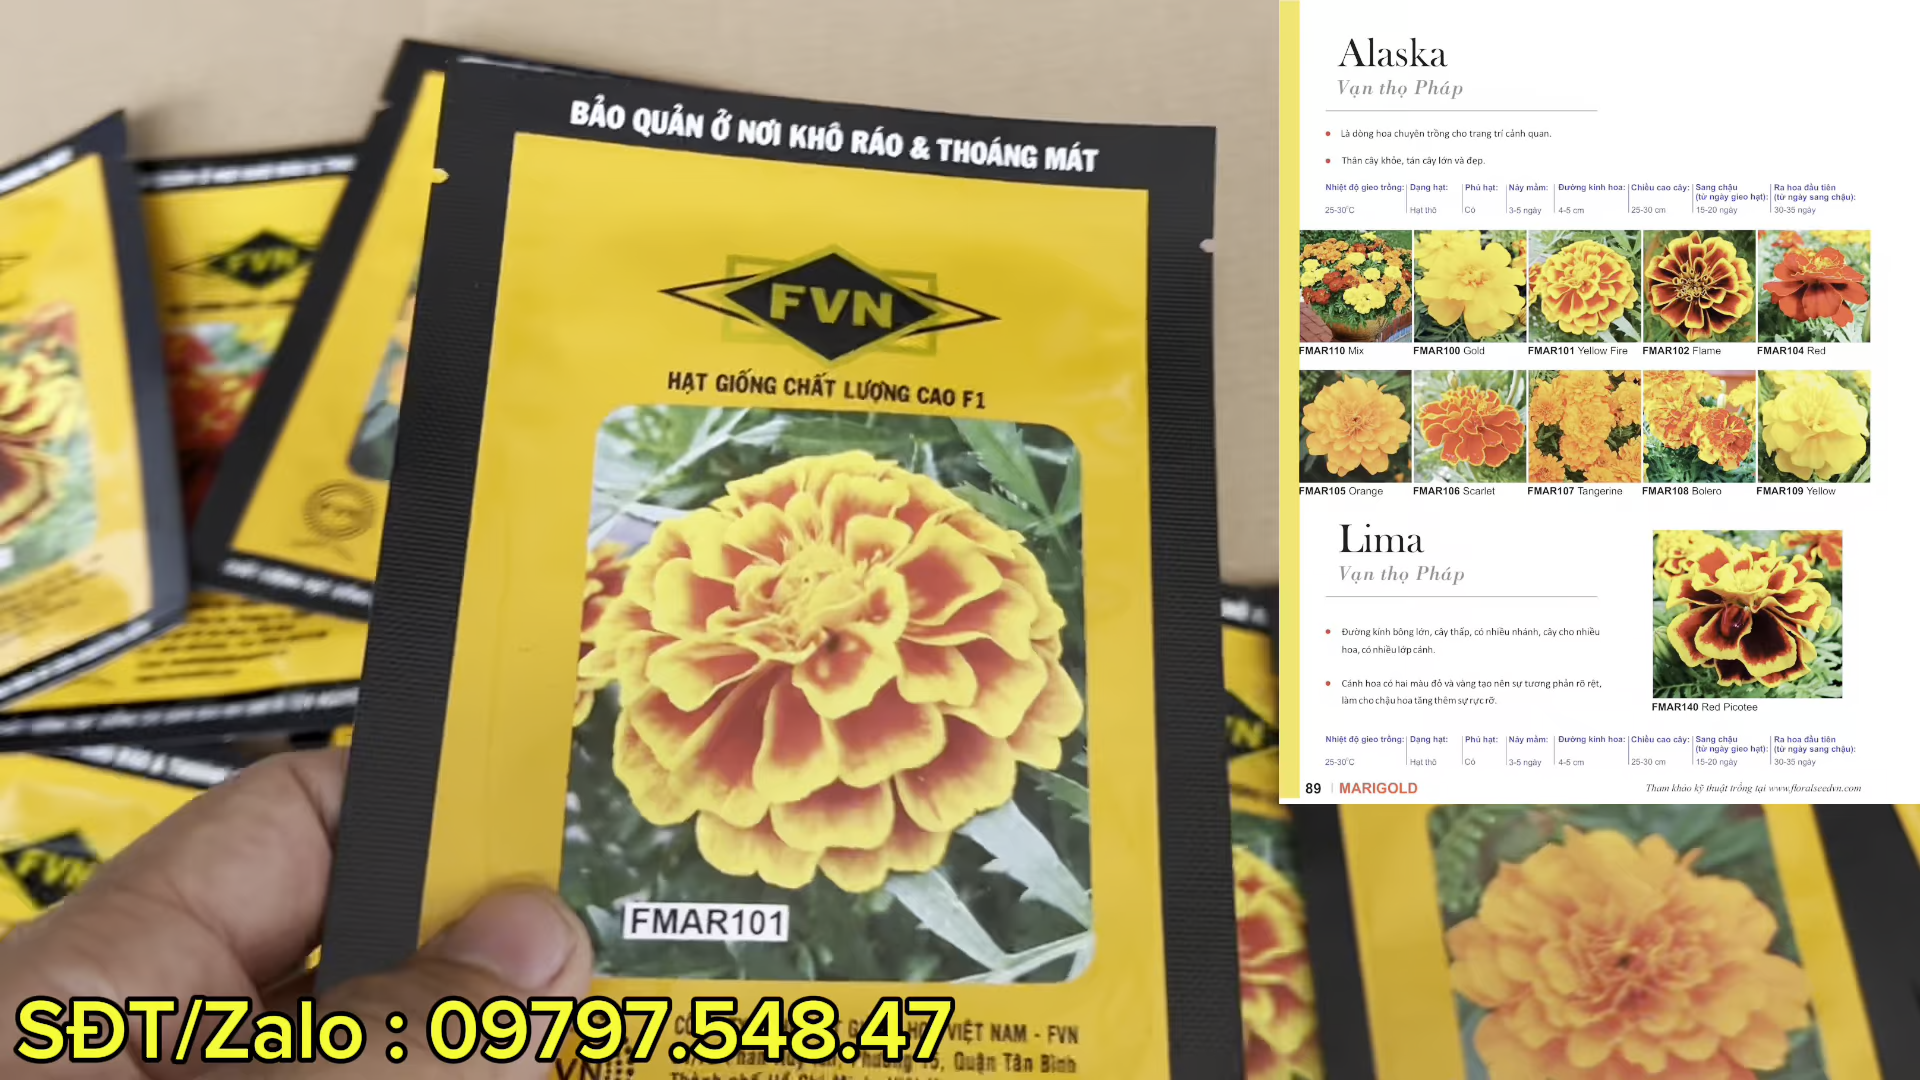 BẢO QUẢN Ở NƠI KHÔ RÁO & THOÁNG MÁT
FVN
HẠT GIỐNG CHẤT LƯỢNG CAO F1
FMAR101
VIỆT NAM - FVN
Quận Tân Bình
SĐT/Zalo : 09797.548.47
FVN
FVN
Alaska
Vạn thọ Pháp
Là dòng hoa chuyên trồng cho trang trí cảnh quan.
Thân cây khỏe, tán cây lớn và đẹp.
Nhiệt độ gieo trồng: Dạng hạt: Phủ hạt: Nảy mầm: Đường kính hoa: Chiều cao cây: Sang chậu (từ ngày gieo hạt): Ra hoa đầu tiên (từ ngày sang chậu):
25-30°C Hạt thô Có 3-5 ngày 4-5 cm 25-30 cm 15-20 ngày 30-35 ngày
FMAR110 Mix FMAR100 Gold FMAR101 Yellow Fire FMAR102 Flame FMAR104 Red
FMAR105 Orange FMAR106 Scarlet FMAR107 Tangerine FMAR108 Bolero FMAR109 Yellow
Lima
Vạn thọ Pháp
Đường kính bông lớn, cây thấp, có nhiều nhánh, cây cho nhiều
hoa, có nhiều lớp cánh.
Cánh hoa có hai màu đỏ và vàng tạo nên sự tương phản rõ rệt,
làm cho chậu hoa tăng thêm sự rực rỡ.
FMAR140 Red Picotee
Nhiệt độ gieo trồng: Dạng hạt: Phủ hạt: Nảy mầm: Đường kính hoa: Chiều cao cây: Sang chậu (từ ngày gieo hạt): Ra hoa đầu tiên (từ ngày sang chậu):
25-30°C Hạt thô Có 3-5 ngày 4-5 cm 25-30 cm 15-20 ngày 30-35 ngày
89 MARIGOLD
Tham khảo kỹ thuật trồng tại www.floralseedvn.com